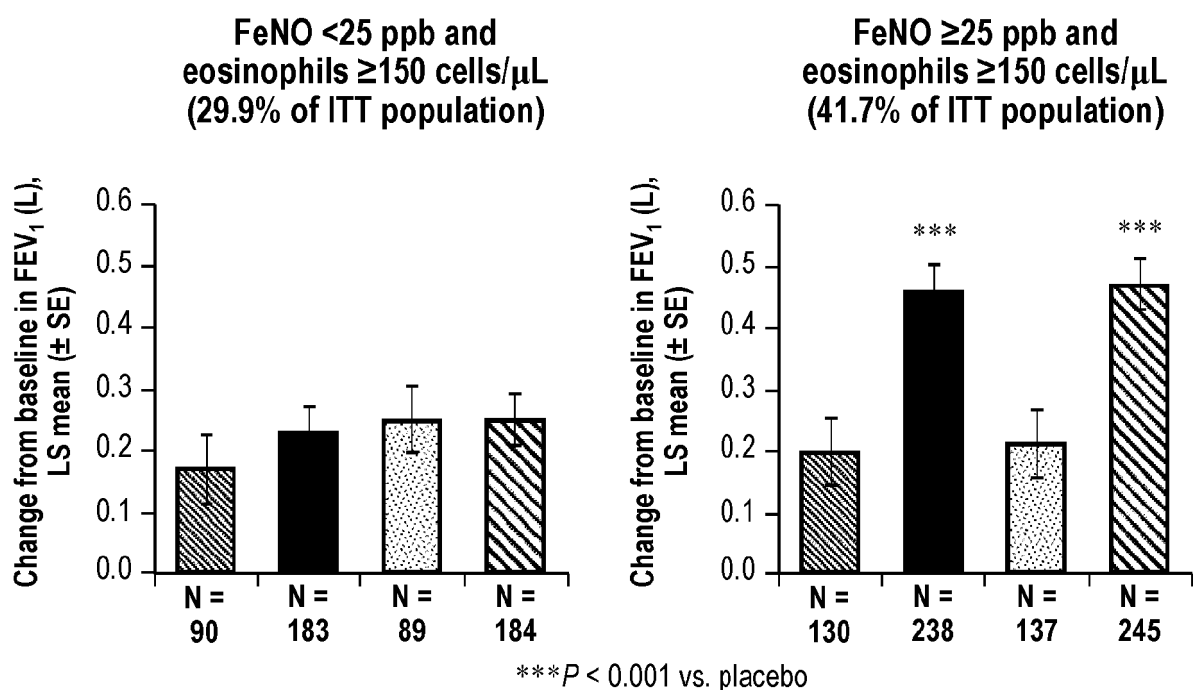 FeNO <25 ppb and
eosinophils ≥150 cells/μL
(29.9% of ITT population)
Change from baseline in FEV₁ (L),
LS mean (± SE)
0.6
0.5
0.4
0.3
0.2
0.1
0.0
N = 90
N = 183
N = 89
N = 184
FeNO ≥25 ppb and
eosinophils ≥150 cells/μL
(41.7% of ITT population)
Change from baseline in FEV₁ (L),
LS mean (± SE)
0.6
0.5
0.4
0.3
0.2
0.1
0.0
***
***
N = 130
N = 238
N = 137
N = 245
***P < 0.001 vs. placebo